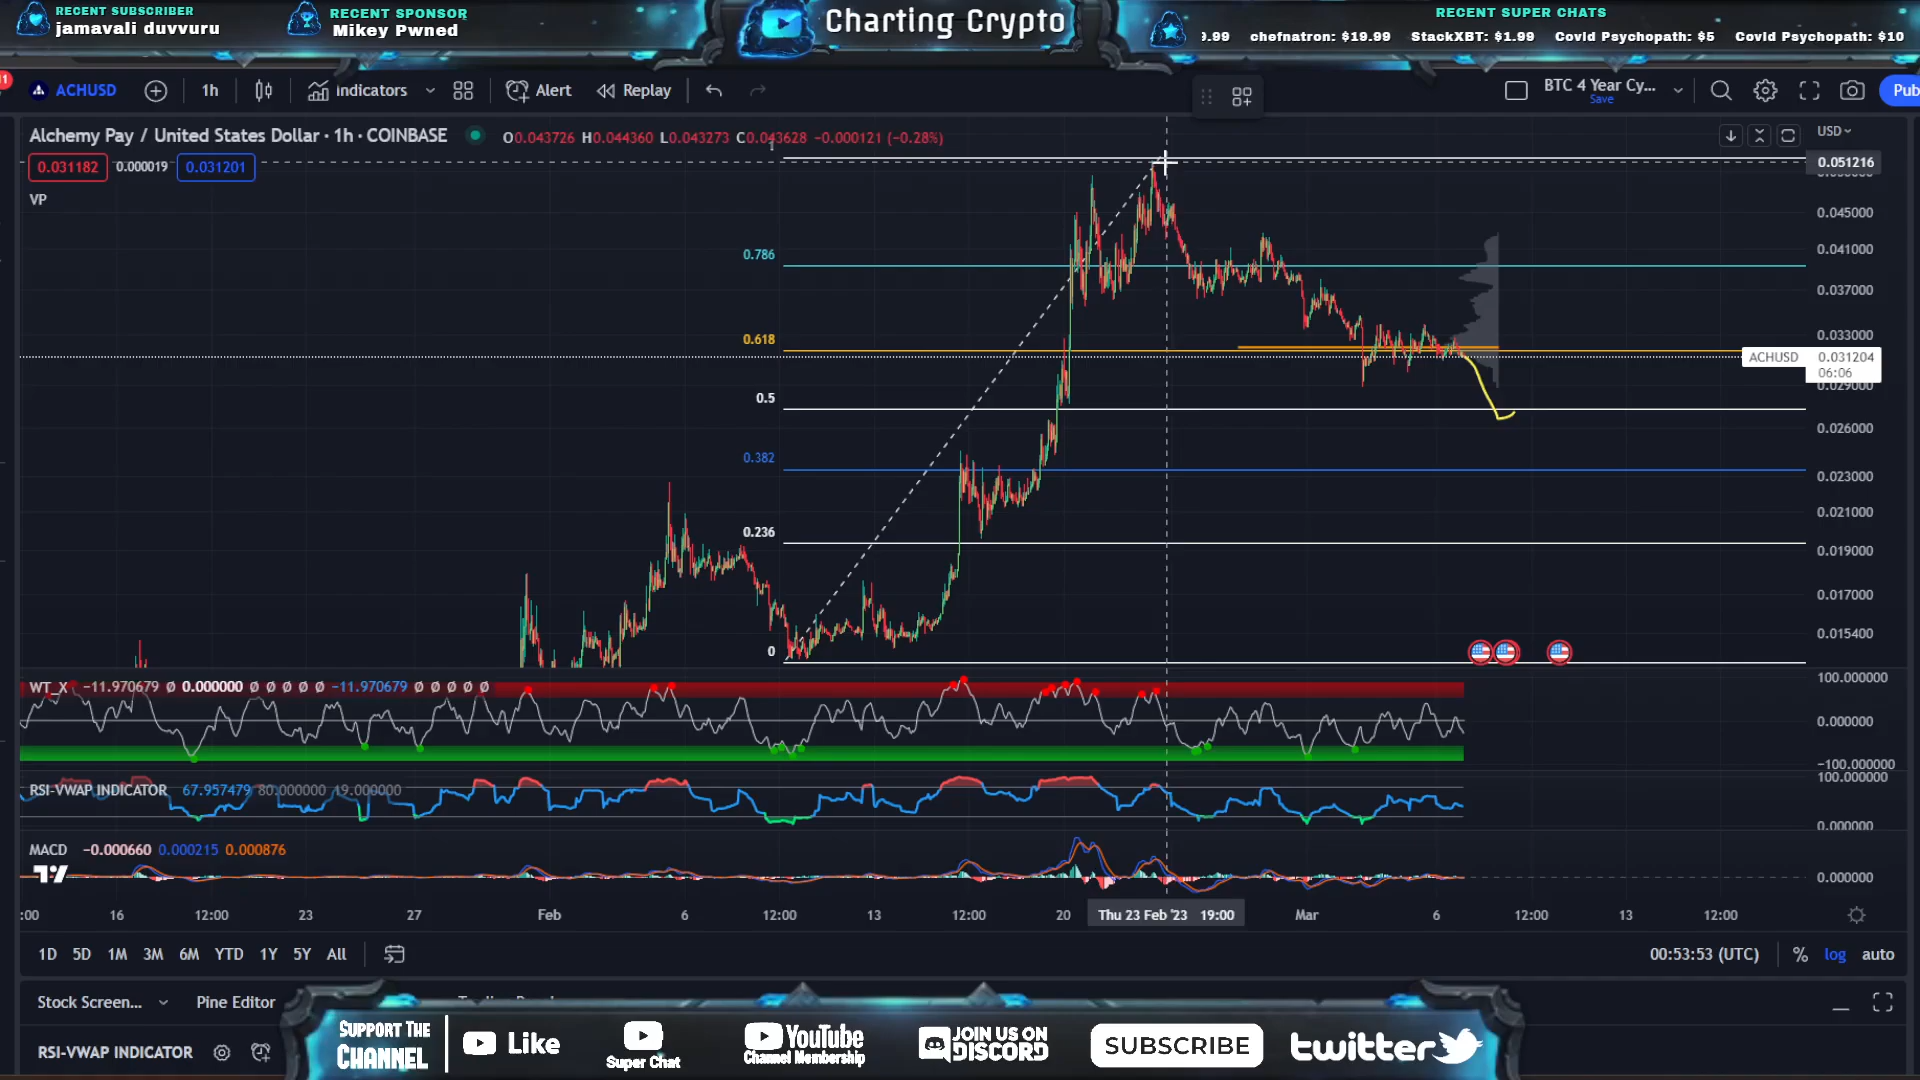 RECENT SUBSCRIBER
jamavali duvvuru
RECENT SPONSOR
Mikey Pwned
Charting Crypto
RECENT SUPER CHATS
9.99 chefnatron: $19.99 StackXBT: $1.99 Covid Psychopath: $5 Covid Psychopath: $10
ACHUSD 1h Indicators Alert Replay
BTC 4 Year Cy...
Save
Pub
Alchemy Pay / United States Dollar · 1h · COINBASE O0.043726 H0.044360 L0.043273 C0.043628 −0.000121 (−0.28%)
0.031182 0.000019 0.031201
VP
USD
0.051216
0.045000
0.041000
0.037000
0.033000
ACHUSD 0.031204
06:06
0.029000
0.026000
0.023000
0.021000
0.019000
0.017000
0.015400
1
0.786
0.618
0.5
0.382
0.236
0
WT_X −11.970679 Ø 0.000000 Ø Ø Ø Ø Ø −11.970679 Ø Ø Ø Ø Ø
100.000000
0.000000
−100.000000
RSI-VWAP INDICATOR 67.957479 80.000000 19.000000
100.000000
0.000000
MACD −0.000660 0.000215 0.000876
0.000000
:00 16 12:00 23 27 Feb 6 12:00 13 12:00 20 Thu 23 Feb '23 19:00 Mar 6 12:00 13 12:00
1D 5D 1M 3M 6M YTD 1Y 5Y All
00:53:53 (UTC) % log auto
Stock Screen... Pine Editor
RSI-VWAP INDICATOR
SUPPORT THE
CHANNEL
Like
Super Chat
YouTube
Channel Membership
JOIN US ON
DISCORD
SUBSCRIBE
twitter